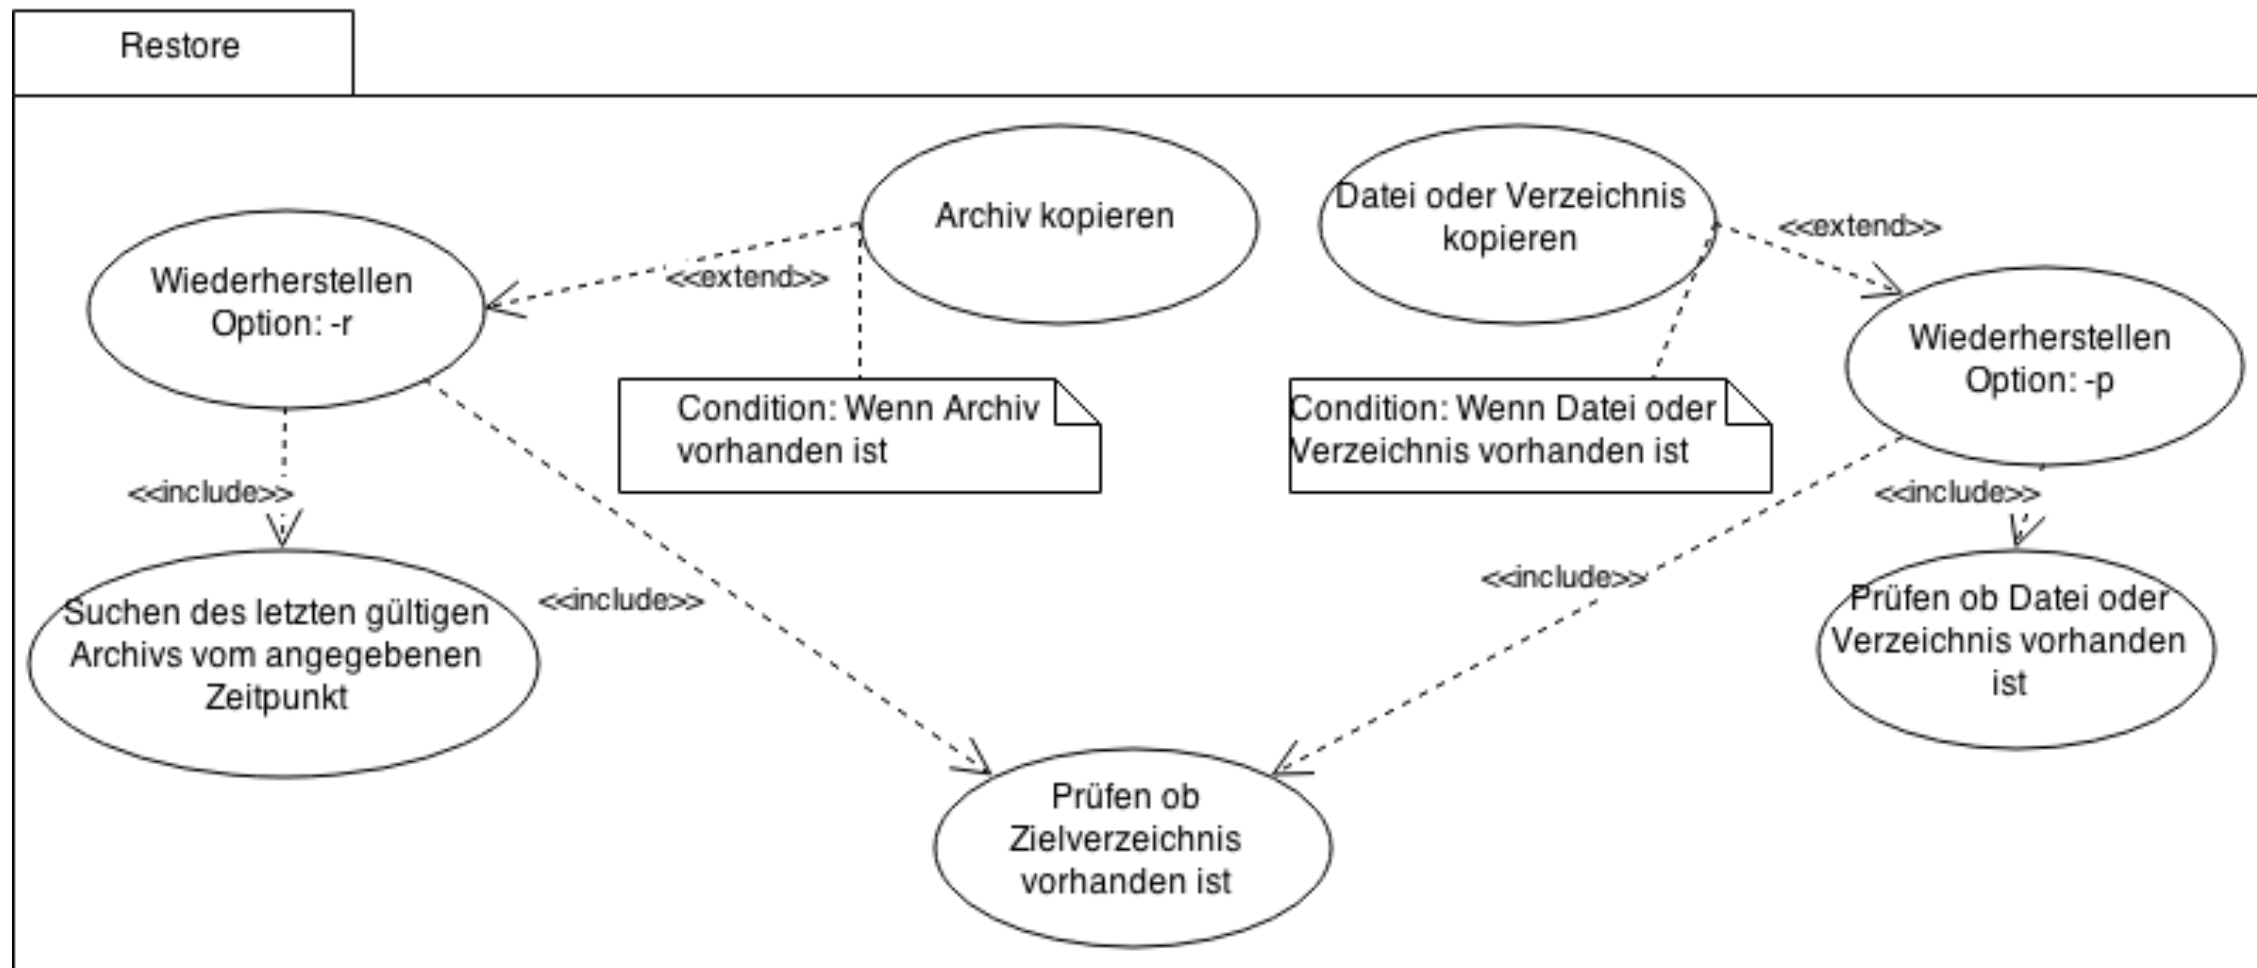 Restore
Archiv kopieren
Datei oder Verzeichnis
kopieren
<<extend>>
Wiederherstellen
Option: -r
<<extend>>
Wiederherstellen
Option: -p
Condition: Wenn Archiv
vorhanden ist
Condition: Wenn Datei oder
Verzeichnis vorhanden ist
<<include>>
<<include>>
<<include>>
<<include>>
Suchen des letzten gültigen
Archivs vom angegebenen
Zeitpunkt
Prüfen ob Datei oder
Verzeichnis vorhanden
ist
Prüfen ob
Zielverzeichnis
vorhanden ist